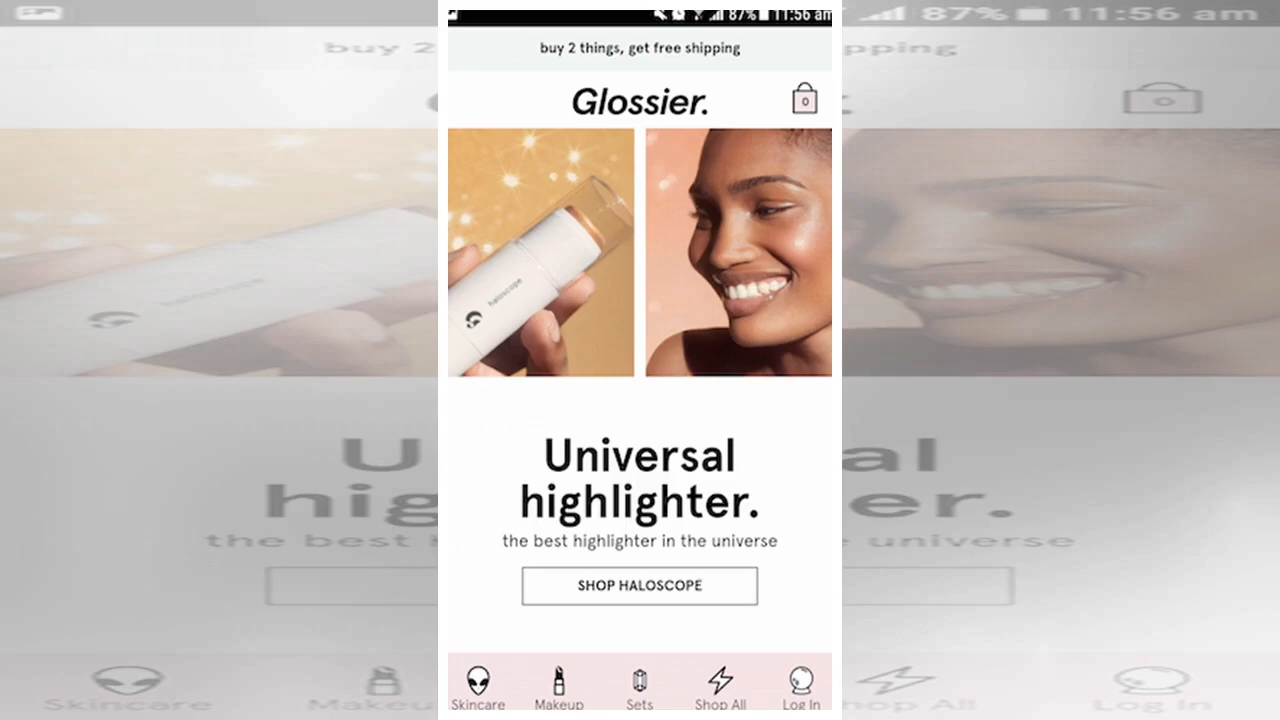 87% 11:56 am
buy 2 things, get free shipping
Glossier.
0
haloscope
Universal
highlighter.
the best highlighter in the universe
SHOP HALOSCOPE
Skincare Makeup Sets Shop All Log In